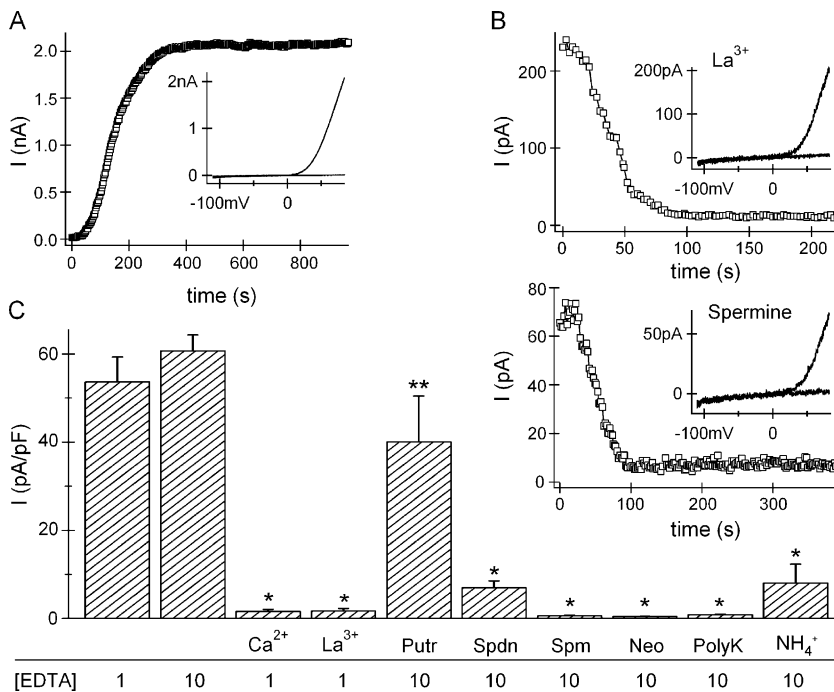 A
I (nA)
2.0
1.5
1.0
0.5
0.0
0
200
400
600
800
time (s)
2nA
1
0
-100mV
0
B
I (pA)
200
100
0
0
50
100
150
200
time (s)
La³⁺
200pA
100
0
-100mV
0
I (pA)
80
60
40
20
0
0
100
200
300
time (s)
Spermine
50pA
0
-100mV
0
C
I (pA/pF)
60
40
20
0
* * ** * * * * *
Ca²⁺ La³⁺ Putr Spdn Spm Neo PolyK NH₄⁺
[EDTA] 1 10 1 1 10 10 10 10 10 10